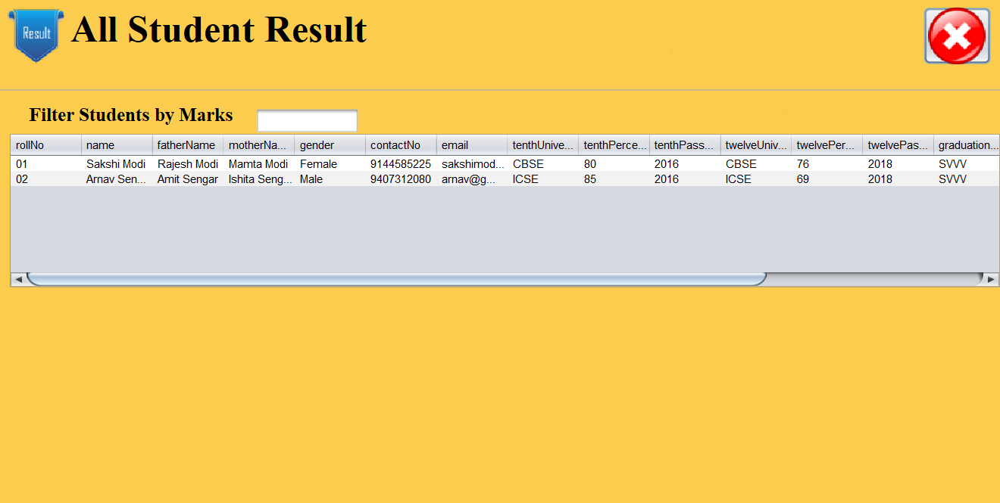 Result All Student Result
Filter Students by Marks
rollNo name fatherName motherNa... gender contactNo email tenthUnive... tenthPerce... tenthPass... twelveUniv... twelvePer... twelvePas... graduation...
01 Sakshi Modi Rajesh Modi Mamta Modi Female 9144585225 sakshimod... CBSE 80 2016 CBSE 76 2018 SVVV
02 Arnav Sen... Amit Sengar Ishita Seng... Male 9407312080 arnav@g... ICSE 85 2016 ICSE 69 2018 SVVV